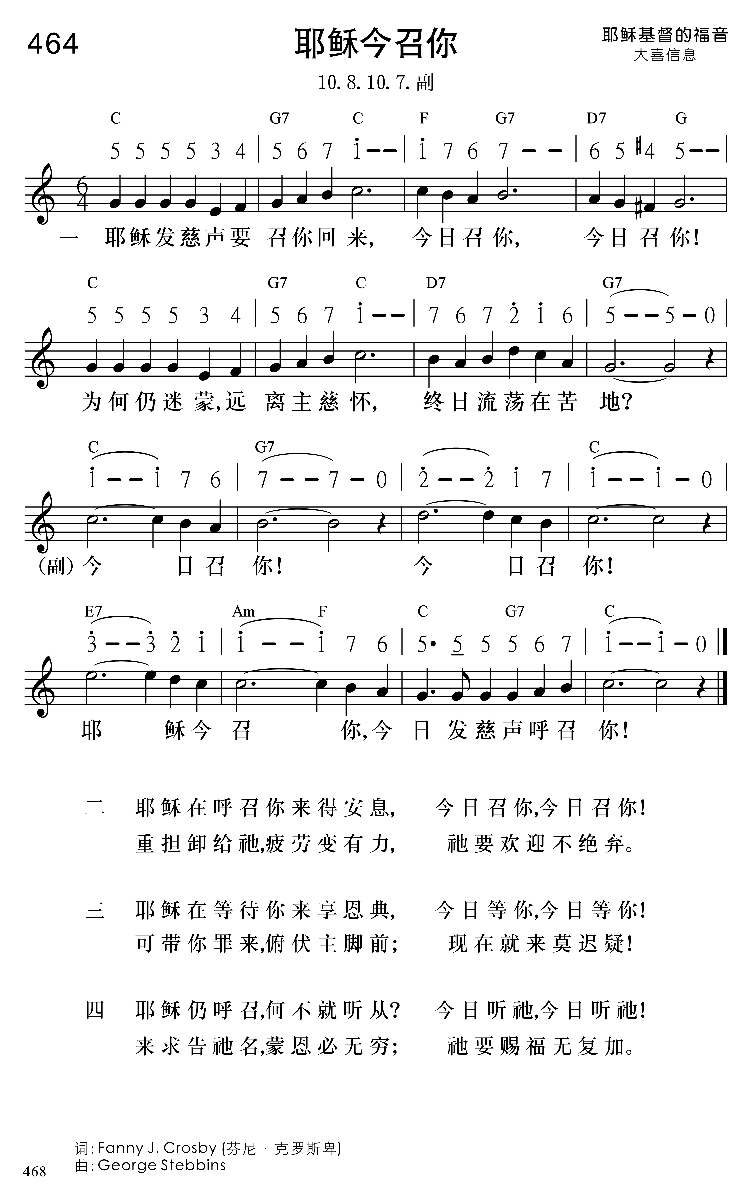 464
耶稣今召你
耶稣基督的福音
大喜信息
10.8.10.7.副
C G7 C F G7 D7 G
5 5 5 5 3 4 | 5 6 7 i – – | i 7 6 7 – – | 6 5 #4 5 – –
6/4
一 耶稣发慈声要召你回来, 今日召你, 今日召你!
C G7 C D7 G7
5 5 5 5 3 4 | 5 6 7 i – – | 7 6 7 2̇ i 6 | 5 – – 5 – 0
为何仍迷蒙,远离主慈怀, 终日流荡在苦地?
C G7 C
i – – i 7 6 | 7 – – 7 – 0 | 2̇ – – 2̇ i 7 | i – – i – 0
(副)今日召你! 今日召你!
E7 Am F C G7 C
3̇ – – 3̇ 2̇ i | i – – i 7 6 | 5· 5 5 5 6 7 | i – – i – 0
耶稣今召你,今日发慈声呼召你!
二 耶稣在呼召你来得安息, 今日召你,今日召你!
重担卸给祂,疲劳变有力, 祂要欢迎不绝弃。
三 耶稣在等待你来享恩典, 今日等你,今日等你!
可带你罪来,俯伏主脚前; 现在就来莫迟疑!
四 耶稣仍呼召,何不就听从? 今日听祂,今日听祂!
来求告祂名,蒙恩必无穷; 祂要赐福无复加。
词:Fanny J. Crosby (芬尼·克罗斯卑)
曲:George Stebbins
468